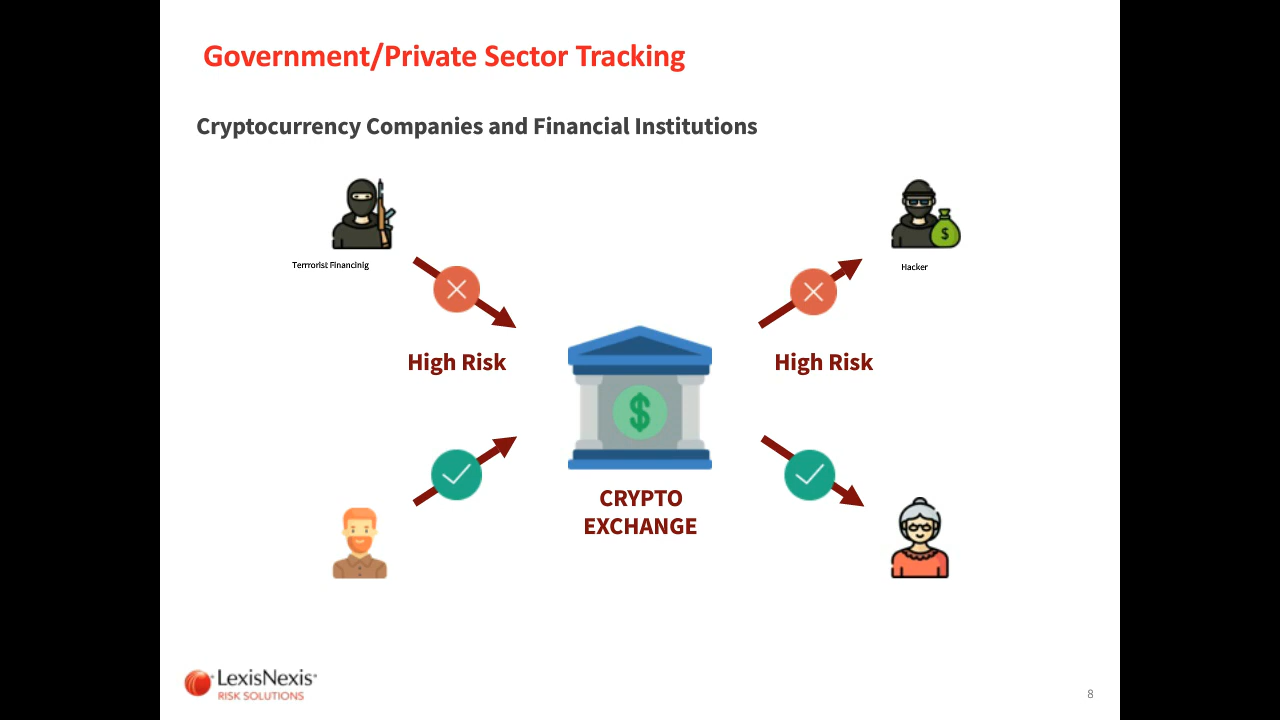 Government/Private Sector Tracking
Cryptocurrency Companies and Financial Institutions
Terrrorist Financinig
Hacker
High Risk
High Risk
$
$
CRYPTO
EXCHANGE
LexisNexis®
RISK SOLUTIONS
8